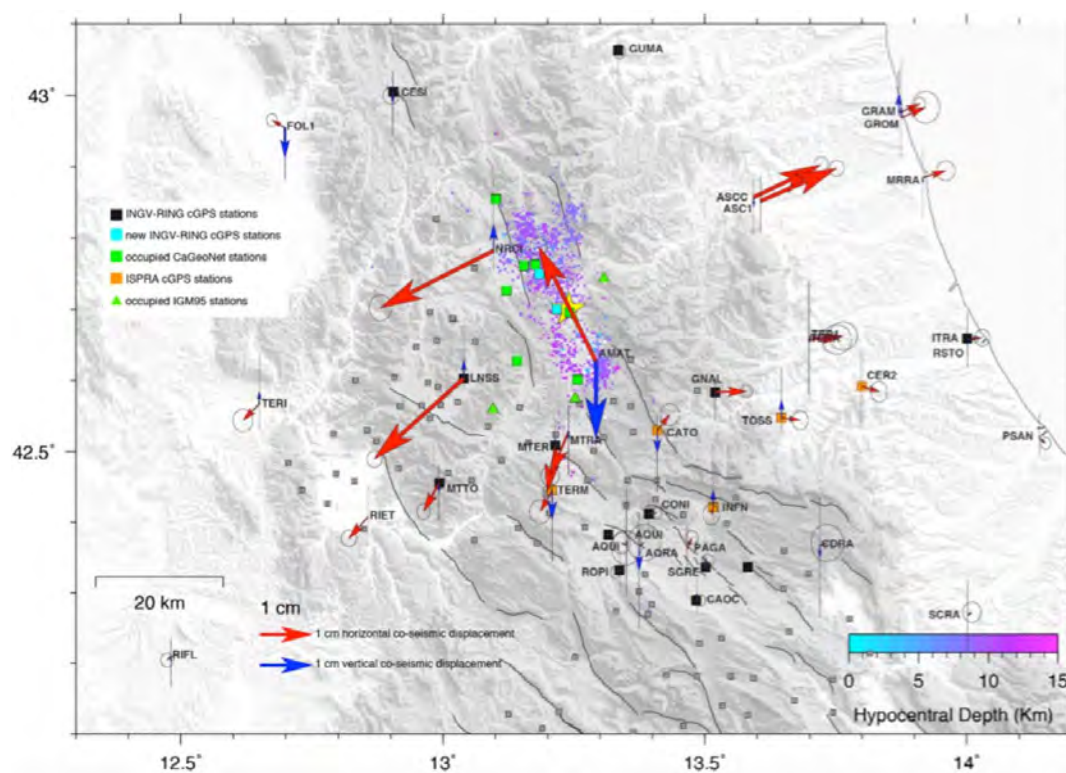 GUMA
43
CESI
FOL1
GRAM
GROM
MRRA
ASCC
ASC1
INGV-RING cGPS stations
new INGV-RING cGPS stations
occupied CaGeoNet stations
ISPRA cGPS stations
occupied IGM95 stations
NRCI
AMAT
ITRA
RSTO
LNSS
GNAL
CER2
TERI
TOSS
CATO
PSAN
42.5
MTER
MTRA
MTTO
TERM
CONI
INFN
RIET
AQUI
AQUI
AQRA
PAGA
CDRA
ROPI
SGRE
CAOC
SCRA
20 km
1 cm
1 cm horizontal co-seismic displacement
1 cm vertical co-seismic displacement
RIFL
0 5 10 15
Hypocentral Depth (Km)
12.5 13 13.5 14